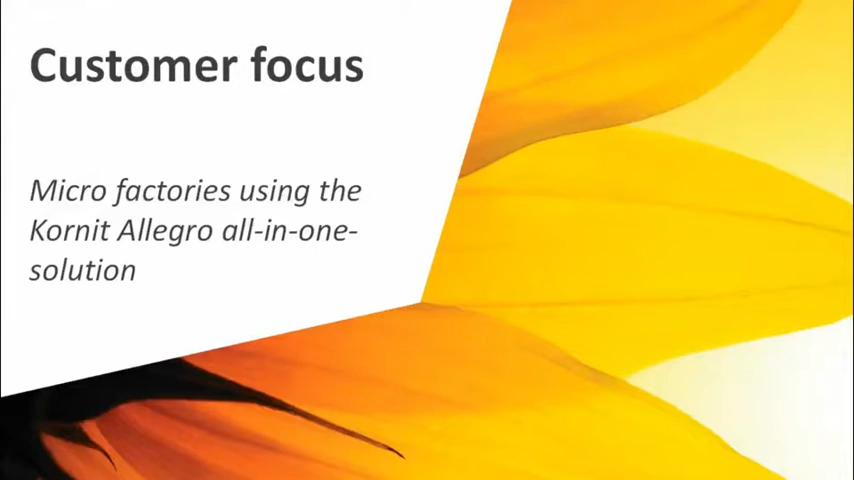 Customer focus
Micro factories using the
Kornit Allegro all-in-one-
solution